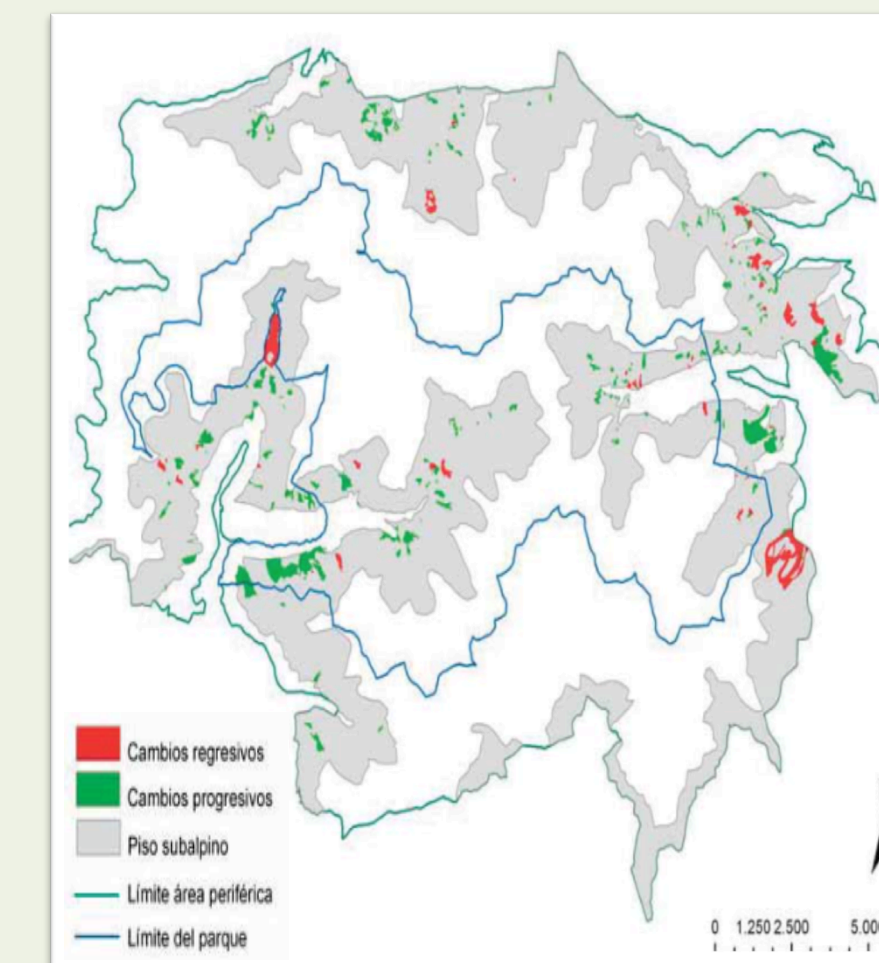 Cambios regresivos
Cambios progresivos
Piso subalpino
Límite área periférica
Límite del parque
0 1.250 2.500 5.000